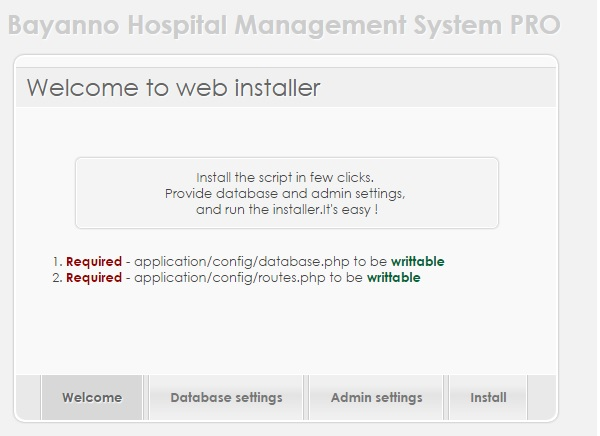 Bayanno Hospital Management System PRO
Welcome to web installer
Install the script in few clicks.
Provide database and admin settings,
and run the installer.It's easy !
1. Required - application/config/database.php to be writtable
2. Required - application/config/routes.php to be writtable
Welcome Database settings Admin settings Install